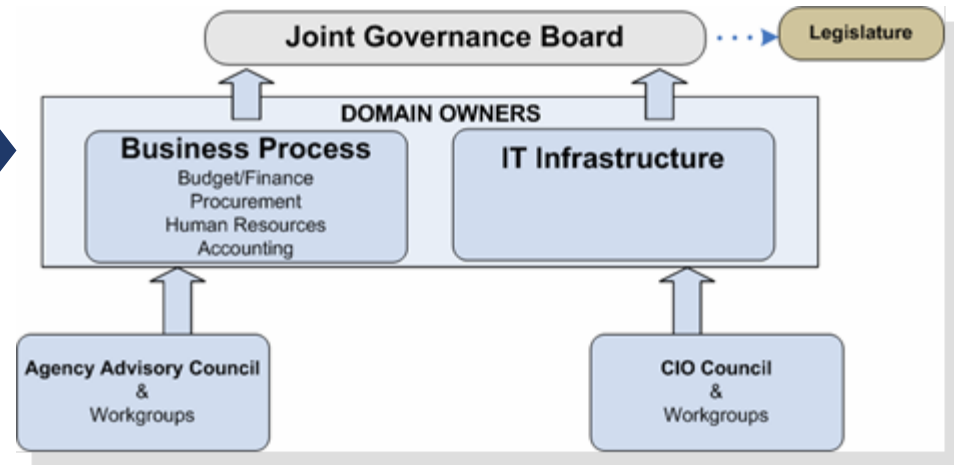 Joint Governance Board
Legislature
DOMAIN OWNERS
Business Process
Budget/Finance
Procurement
Human Resources
Accounting
IT Infrastructure
Agency Advisory Council
&
Workgroups
CIO Council
&
Workgroups